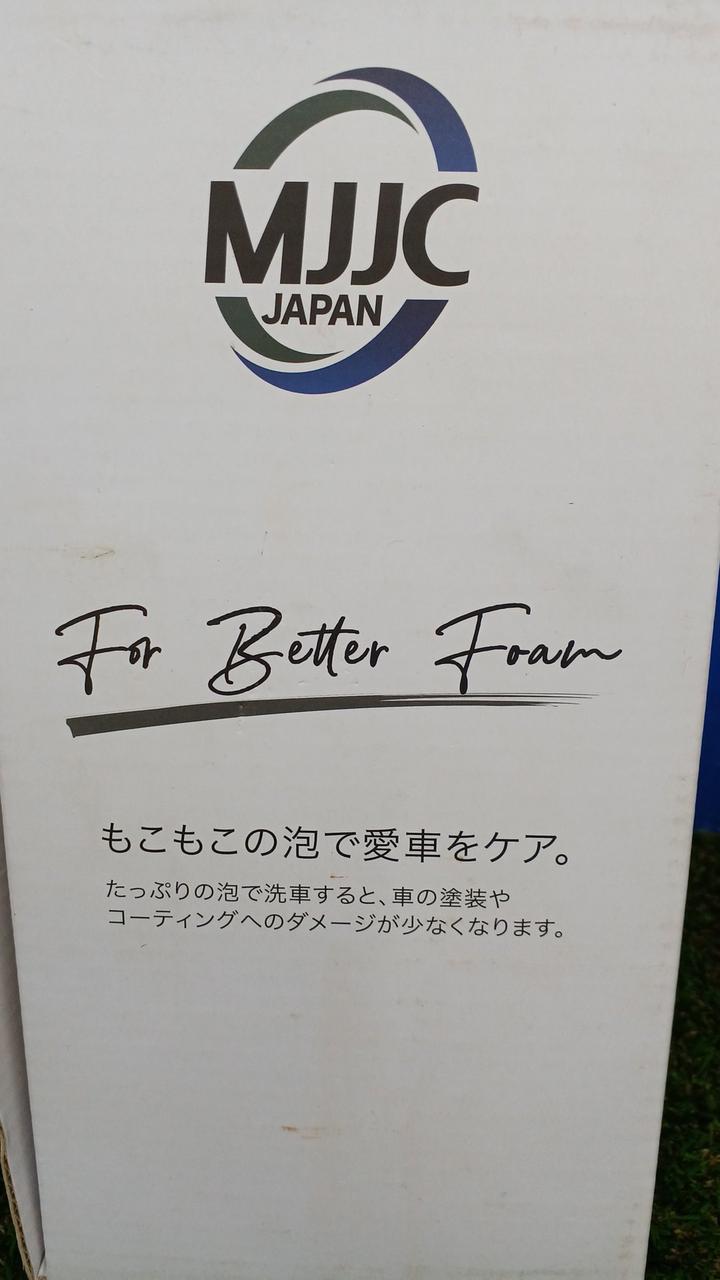 MJJC
JAPAN
For Better Foam
もこもこの泡で愛車をケア。
たっぷりの泡で洗車すると、車の塗装や
コーティングへのダメージが少なくなります。